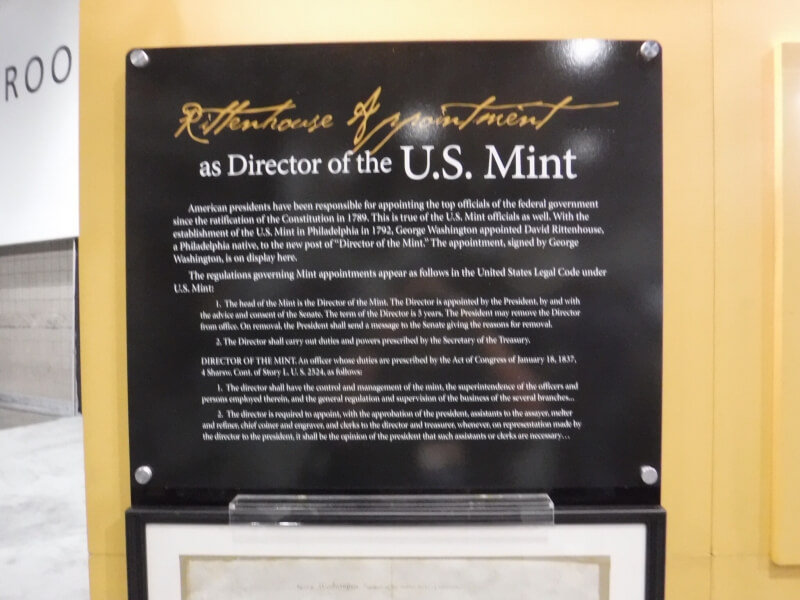 ROO
Rittenhouse Appointment
as Director of the U.S. Mint
American presidents have been responsible for appointing the top officials of the federal government
since the ratification of the Constitution in 1789. This is true of the U.S. Mint officials as well. With the
establishment of the U.S. Mint in Philadelphia in 1792, George Washington appointed David Rittenhouse,
a Philadelphia native, to the new post of "Director of the Mint." The appointment, signed by George
Washington, is on display here.
The regulations governing Mint appointments appear as follows in the United States Legal Code under
U.S. Mint:
1. The head of the Mint is the Director of the Mint. The Director is appointed by the President, by and with
the advice and consent of the Senate. The term of the Director is 5 years. The President may remove the Director
from office. On removal, the President shall send a message to the Senate giving the reasons for removal.
2. The Director shall carry out duties and powers prescribed by the Secretary of the Treasury.
DIRECTOR OF THE MINT. An officer whose duties are prescribed by the Act of Congress of January 18, 1837,
4 Sharsw. Cont. of Story L. U. S. 2524, as follows:
1. The director shall have the control and management of the mint, the superintendence of the officers and
persons employed therein, and the general regulation and supervision of the business of the several branches...
2. The director is required to appoint, with the approbation of the president, assistants to the assayer, melter
and refiner, chief coiner and engraver, and clerks to the director and treasurer, whenever, on representation made by
the director to the president, it shall be the opinion of the president that such assistants or clerks are necessary...